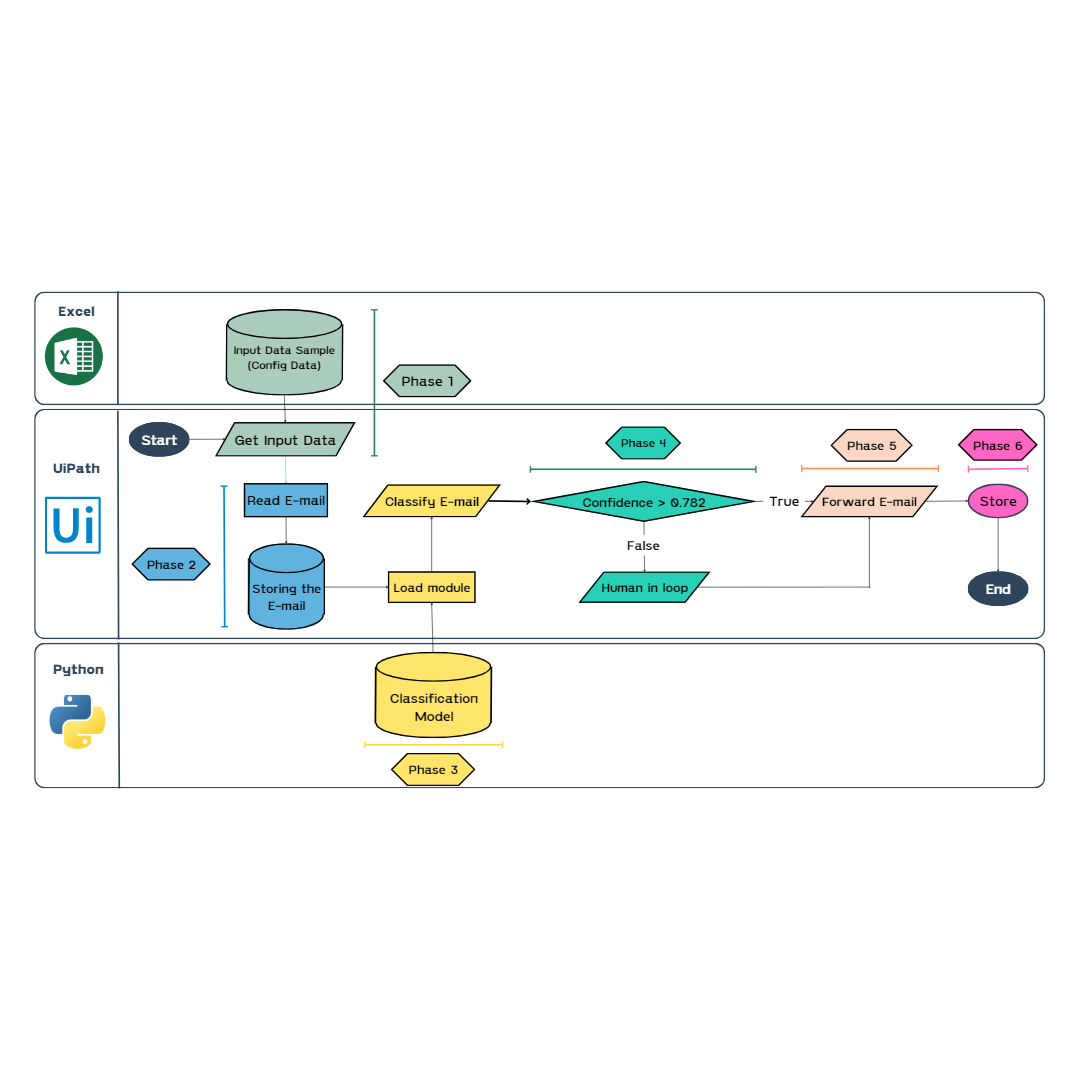 Excel
X
Input Data Sample
(Config Data)
Phase 1
UiPath
Ui
Start
Get Input Data
Phase 4
Phase 5
Phase 6
Read E-mail
Classify E-mail
Confidence > 0.782
True
Forward E-mail
Store
False
Phase 2
Storing the
E-mail
Load module
Human in loop
End
Python
Classification
Model
Phase 3